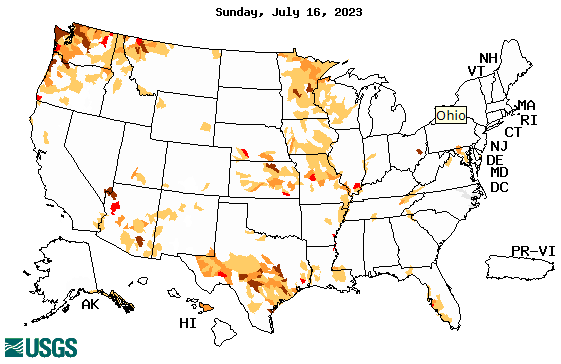 Sunday, July 16, 2023
NH
VT
MA
Ohio
RI
CT
NJ
DE
MD
DC
PR-VI
AK
HI
USGS